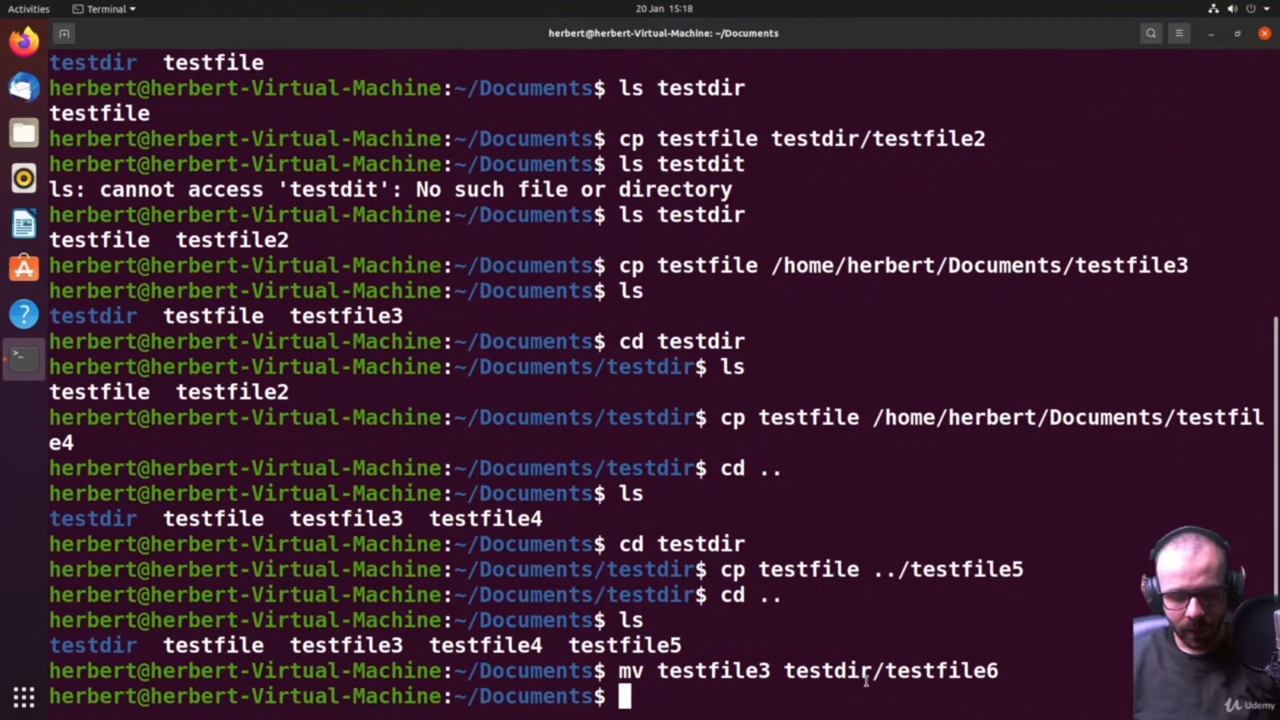 Activities Terminal 20 Jan 15:18
herbert@herbert-Virtual-Machine: ~/Documents
testdir testfile
herbert@herbert-Virtual-Machine:~/Documents$ ls testdir
testfile
herbert@herbert-Virtual-Machine:~/Documents$ cp testfile testdir/testfile2
herbert@herbert-Virtual-Machine:~/Documents$ ls testdit
ls: cannot access 'testdit': No such file or directory
herbert@herbert-Virtual-Machine:~/Documents$ ls testdir
testfile testfile2
herbert@herbert-Virtual-Machine:~/Documents$ cp testfile /home/herbert/Documents/testfile3
herbert@herbert-Virtual-Machine:~/Documents$ ls
testdir testfile testfile3
herbert@herbert-Virtual-Machine:~/Documents$ cd testdir
herbert@herbert-Virtual-Machine:~/Documents/testdir$ ls
testfile testfile2
herbert@herbert-Virtual-Machine:~/Documents/testdir$ cp testfile /home/herbert/Documents/testfil
e4
herbert@herbert-Virtual-Machine:~/Documents/testdir$ cd ..
herbert@herbert-Virtual-Machine:~/Documents$ ls
testdir testfile testfile3 testfile4
herbert@herbert-Virtual-Machine:~/Documents$ cd testdir
herbert@herbert-Virtual-Machine:~/Documents/testdir$ cp testfile ../testfile5
herbert@herbert-Virtual-Machine:~/Documents/testdir$ cd ..
herbert@herbert-Virtual-Machine:~/Documents$ ls
testdir testfile testfile3 testfile4 testfile5
herbert@herbert-Virtual-Machine:~/Documents$ mv testfile3 testdir/testfile6
herbert@herbert-Virtual-Machine:~/Documents$
Udemy